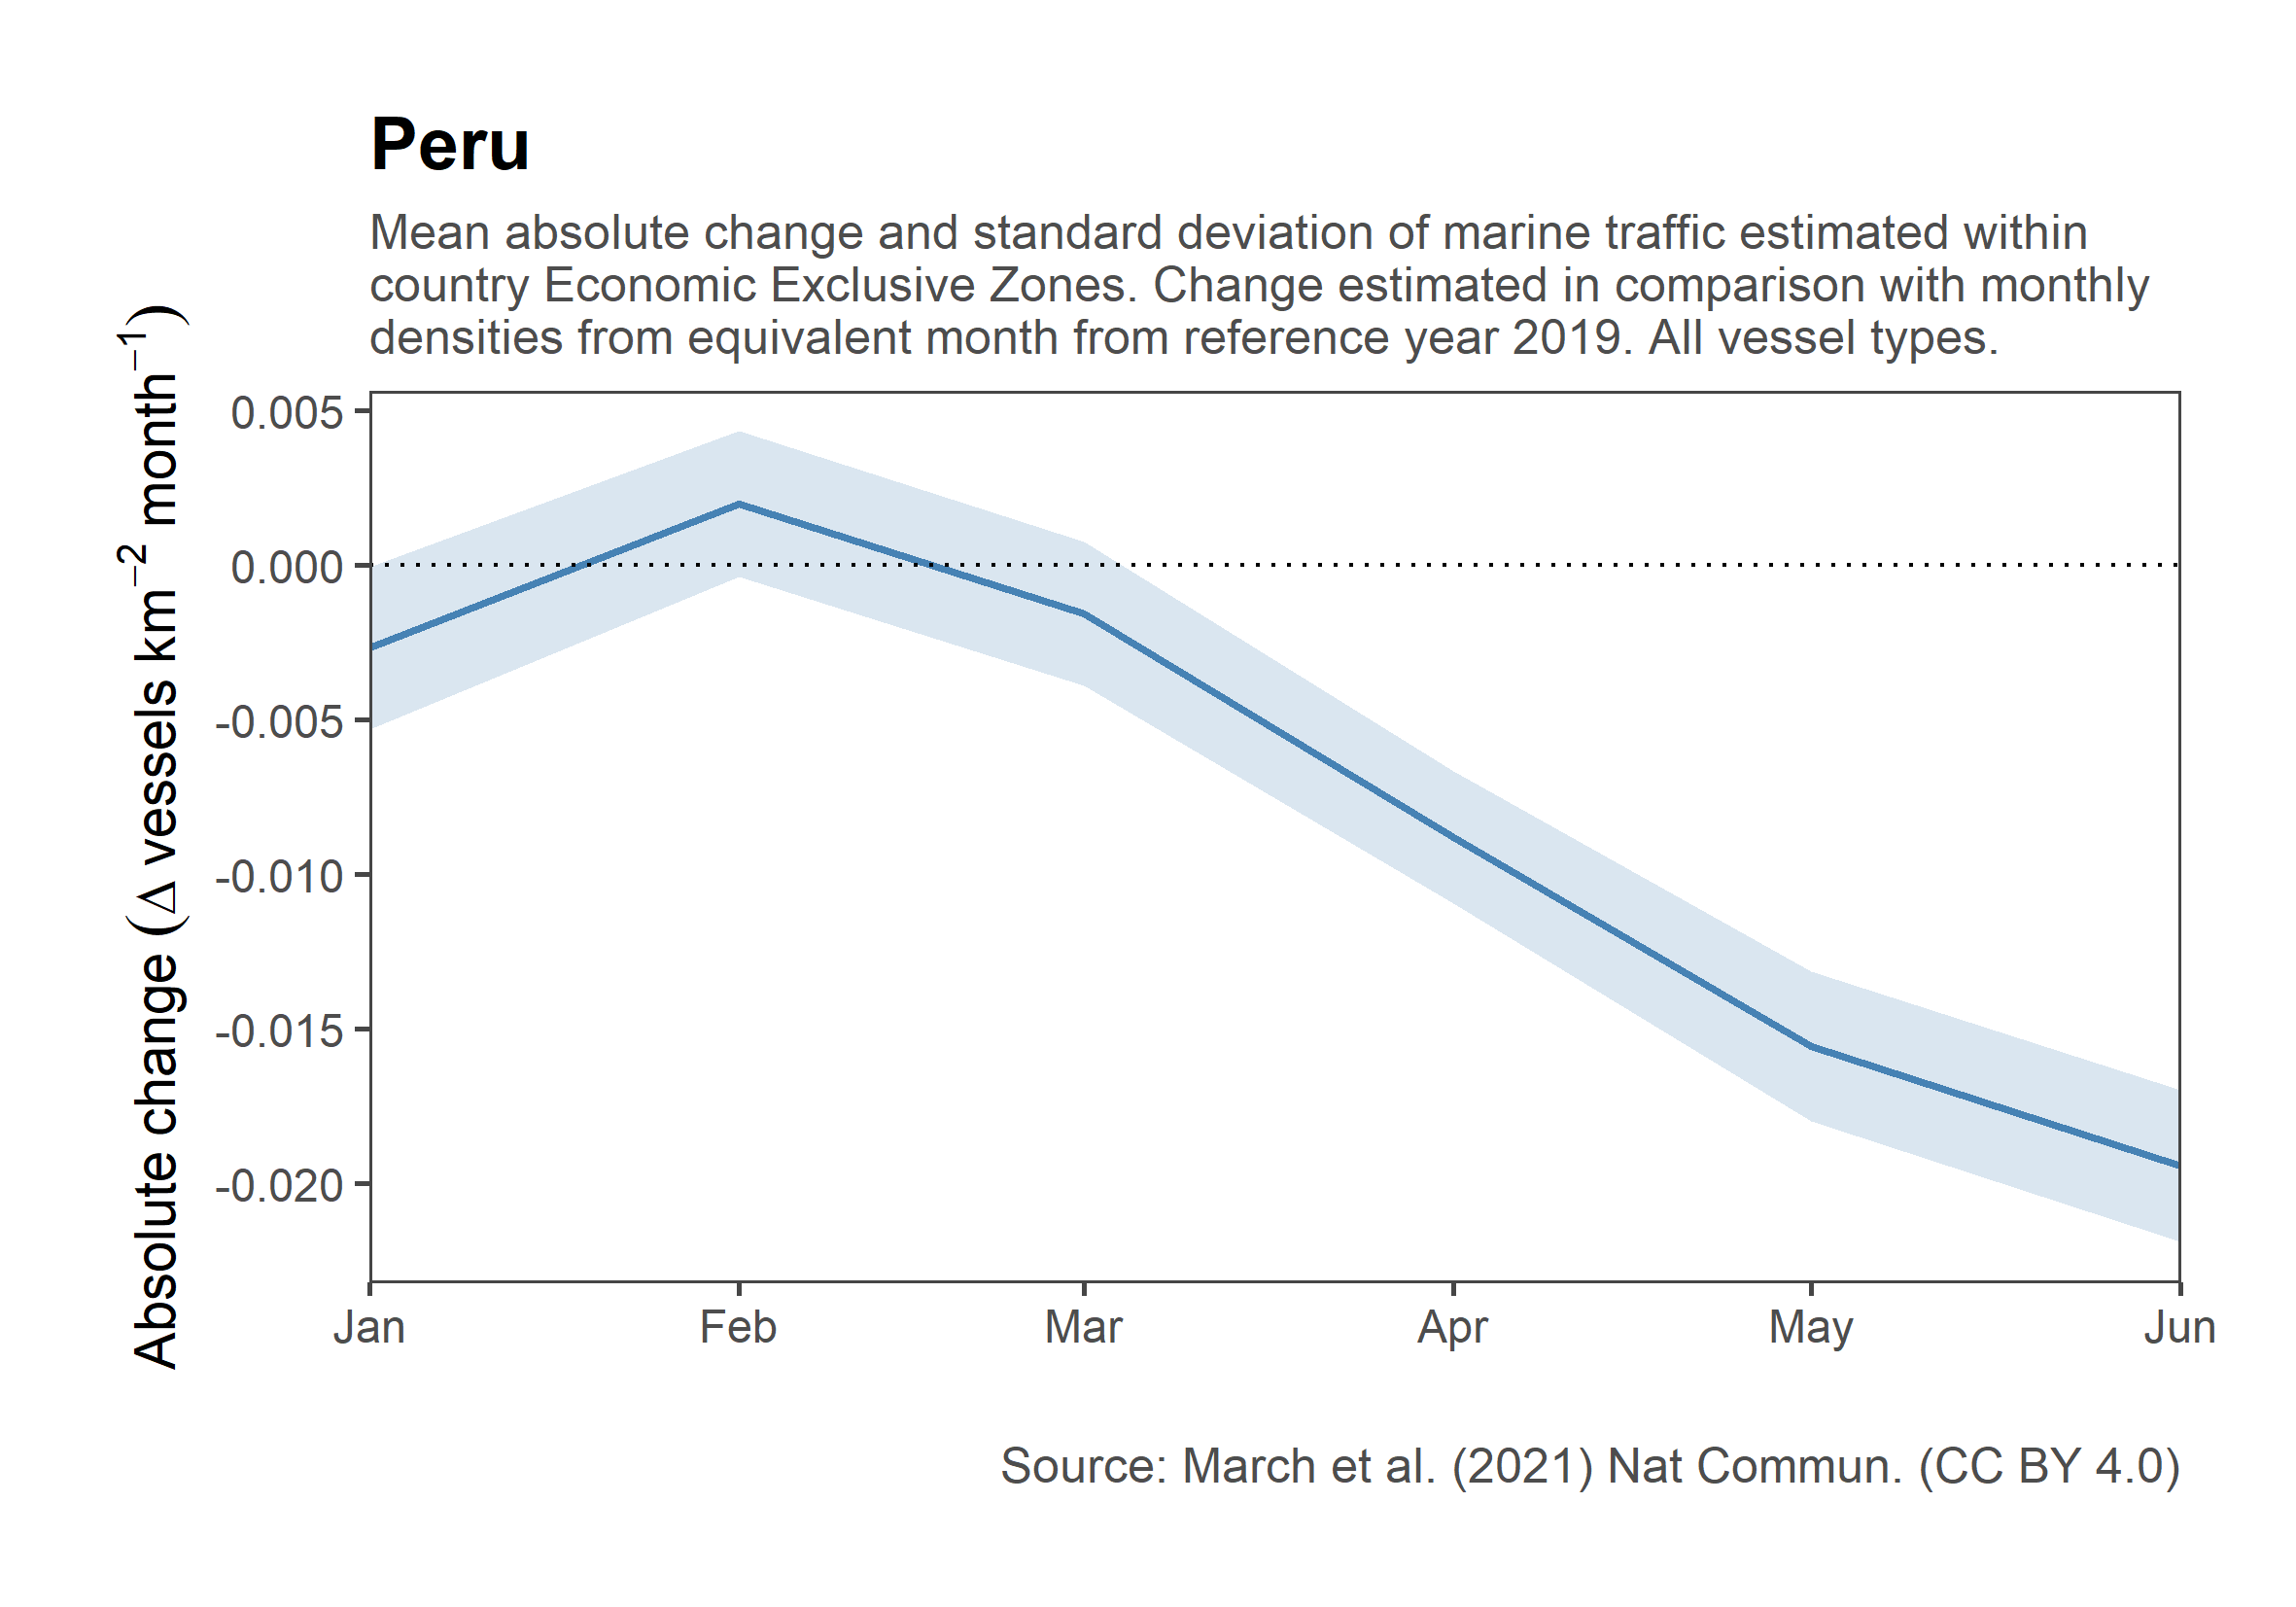 Peru
Mean absolute change and standard deviation of marine traffic estimated within
country Economic Exclusive Zones. Change estimated in comparison with monthly
densities from equivalent month from reference year 2019. All vessel types.
Absolute change (Δ vessels km⁻² month⁻¹)
0.005
0.000
-0.005
-0.010
-0.015
-0.020
Jan Feb Mar Apr May Jun
Source: March et al. (2021) Nat Commun. (CC BY 4.0)